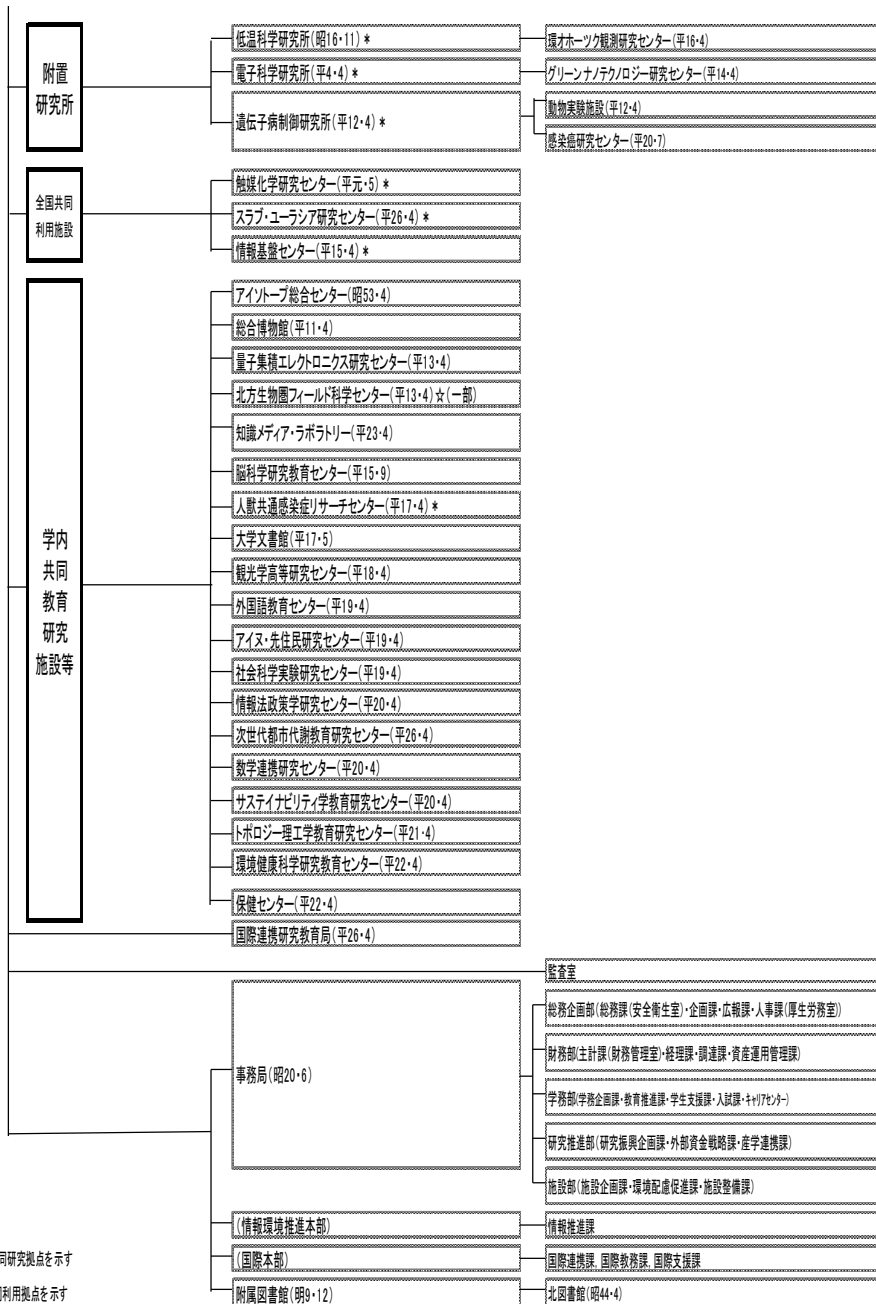 附置
研究所
低温科学研究所(昭16・11)*
環オホーツク観測研究センター(平16・4)
電子科学研究所(平4・4)*
グリーンナノテクノロジー研究センター(平14・4)
遺伝子病制御研究所(平12・4)*
動物実験施設(平12・4)
感染癌研究センター(平20・7)
全国共同
利用施設
触媒化学研究センター(平元・5)*
スラブ・ユーラシア研究センター(平26・4)*
情報基盤センター(平15・4)*
学内
共同
教育
研究
施設等
アイソトープ総合センター(昭53・4)
総合博物館(平11・4)
量子集積エレクトロニクス研究センター(平13・4)
北方生物圏フィールド科学センター(平13・4)☆(一部)
知識メディア・ラボラトリー(平23・4)
脳科学研究教育センター(平15・9)
人獣共通感染症リサーチセンター(平17・4)*
大学文書館(平17・5)
観光学高等研究センター(平18・4)
外国語教育センター(平19・4)
アイヌ・先住民研究センター(平19・4)
社会科学実験研究センター(平19・4)
情報法政策学研究センター(平20・4)
次世代都市代謝教育研究センター(平26・4)
数学連携研究センター(平20・4)
サステイナビリティ学教育研究センター(平20・4)
トポロジー理工学教育研究センター(平21・4)
環境健康科学研究教育センター(平22・4)
保健センター(平22・4)
国際連携研究教育局(平26・4)
監査室
事務局(昭20・6)
総務企画部(総務課(安全衛生室)・企画課・広報課・人事課(厚生労務室))
財務部(主計課(財務管理室)・経理課・調達課・資産運用管理課)
学務部(学務企画課・教育推進課・学生支援課・入試課・キャリアセンター)
研究推進部(研究振興企画課・外部資金戦略課・産学連携課)
施設部(施設企画課・環境配慮促進課・施設整備課)
(情報環境推進本部)
情報推進課
(国際本部)
国際連携課,国際教務課,国際支援課
附属図書館(明9・12)
北図書館(昭44・4)
同研究拠点を示す
利用拠点を示す